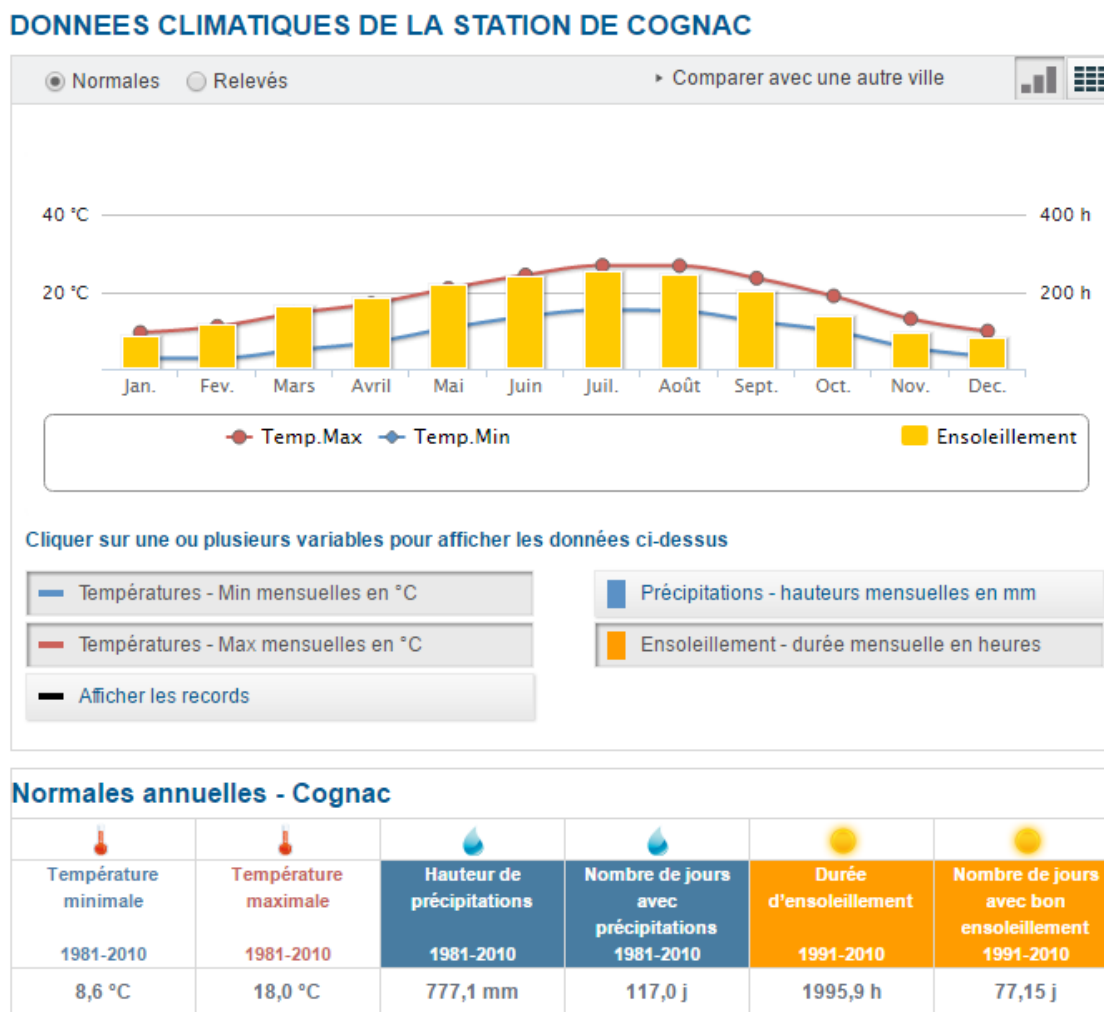 DONNEES CLIMATIQUES DE LA STATION DE COGNAC
Normales Relevés Comparer avec une autre ville
40 °C 400 h
20 °C 200 h
Jan. Fev. Mars Avril Mai Juin Juil. Août Sept. Oct. Nov. Dec.
Temp.Max Temp.Min Ensoleillement
Cliquer sur une ou plusieurs variables pour afficher les données ci-dessus
Températures - Min mensuelles en °C Précipitations - hauteurs mensuelles en mm
Températures - Max mensuelles en °C Ensoleillement - durée mensuelle en heures
Afficher les records
Normales annuelles - Cognac
Température Température Hauteur de Nombre de jours Durée Nombre de jours
minimale maximale précipitations avec d'ensoleillement avec bon
précipitations ensoleillement
1981-2010 1981-2010 1981-2010 1981-2010 1991-2010 1991-2010
8,6 °C 18,0 °C 777,1 mm 117,0 j 1995,9 h 77,15 j